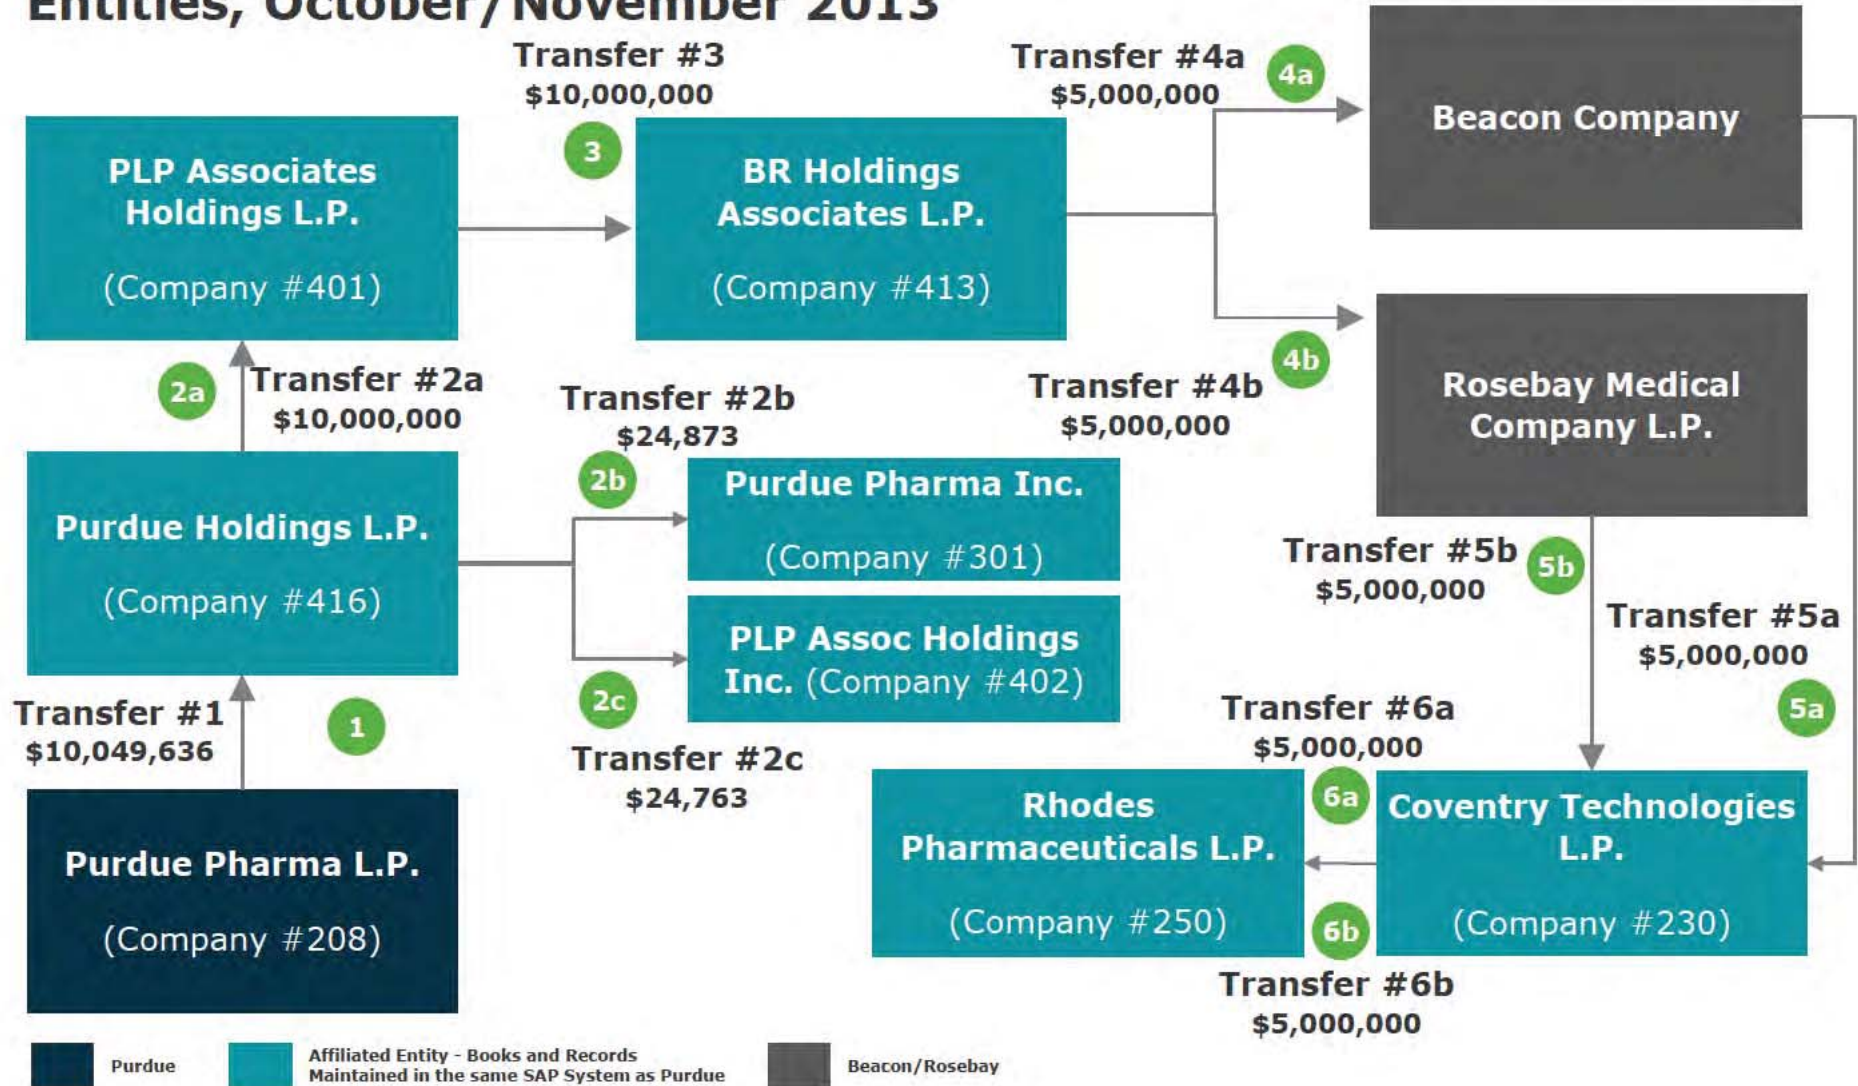 Entities, October/November 2013
Transfer #3
$10,000,000
3
Transfer #4a
$5,000,000
4a
PLP Associates
Holdings L.P.
(Company #401)
BR Holdings
Associates L.P.
(Company #413)
Beacon Company
2a
Transfer #2a
$10,000,000
Transfer #2b
$24,873
2b
Transfer #4b
$5,000,000
4b
Rosebay Medical
Company L.P.
Purdue Holdings L.P.
(Company #416)
Purdue Pharma Inc.
(Company #301)
PLP Assoc Holdings
Inc. (Company #402)
2c
Transfer #2c
$24,763
Transfer #5b
$5,000,000
5b
Transfer #5a
$5,000,000
5a
Transfer #1
$10,049,636
1
Purdue Pharma L.P.
(Company #208)
Transfer #6a
$5,000,000
6a
Rhodes
Pharmaceuticals L.P.
(Company #250)
Coventry Technologies
L.P.
(Company #230)
6b
Transfer #6b
$5,000,000
Purdue
Affiliated Entity - Books and Records
Maintained in the same SAP System as Purdue
Beacon/Rosebay